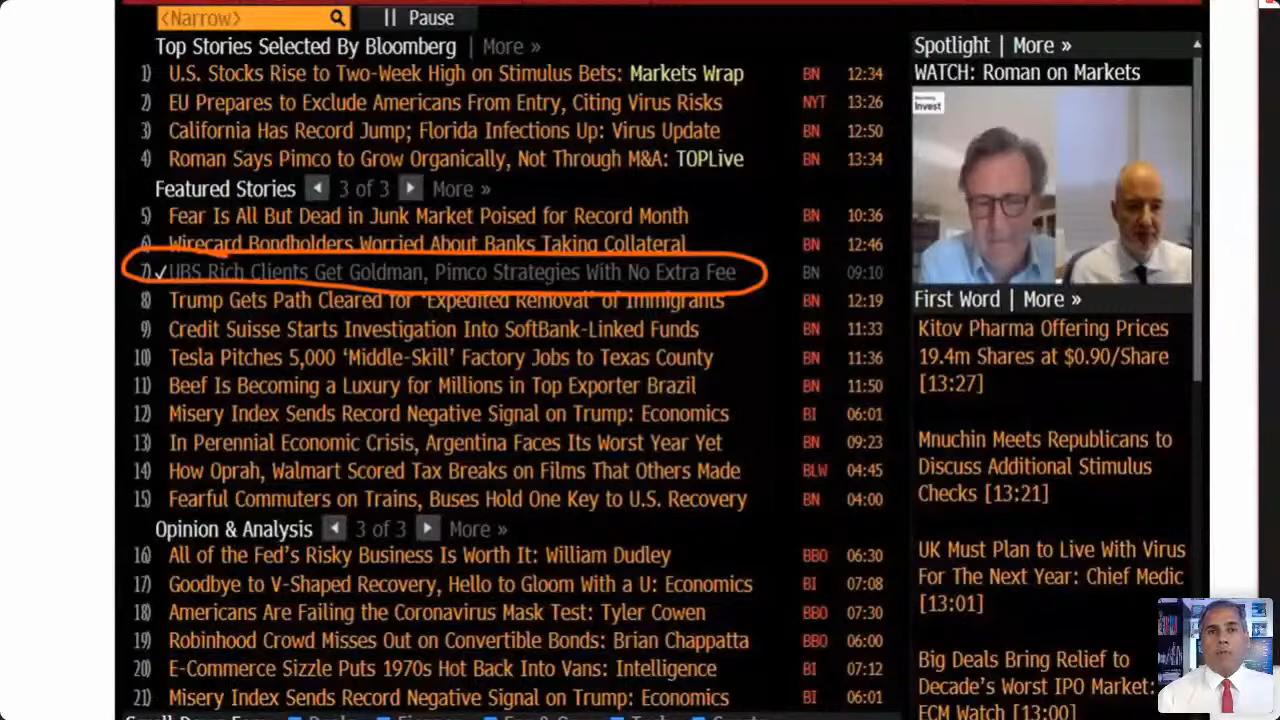 <Narrow> Pause
Top Stories Selected By Bloomberg | More »
1) U.S. Stocks Rise to Two-Week High on Stimulus Bets: Markets Wrap BN 12:34
2) EU Prepares to Exclude Americans From Entry, Citing Virus Risks NYT 13:26
3) California Has Record Jump; Florida Infections Up: Virus Update BN 12:50
4) Roman Says Pimco to Grow Organically, Not Through M&A: TOPLive BN 13:34
Featured Stories 3 of 3 More »
5) Fear Is All But Dead in Junk Market Poised for Record Month BN 10:36
6) Wirecard Bondholders Worried About Banks Taking Collateral BN 12:46
7) ✓UBS Rich Clients Get Goldman, Pimco Strategies With No Extra Fee BN 09:10
8) Trump Gets Path Cleared for ‘Expedited Removal’ of Immigrants BN 12:19
9) Credit Suisse Starts Investigation Into SoftBank-Linked Funds BN 11:33
10) Tesla Pitches 5,000 ‘Middle-Skill’ Factory Jobs to Texas County BN 11:36
11) Beef Is Becoming a Luxury for Millions in Top Exporter Brazil BN 11:50
12) Misery Index Sends Record Negative Signal on Trump: Economics BI 06:01
13) In Perennial Economic Crisis, Argentina Faces Its Worst Year Yet BN 09:23
14) How Oprah, Walmart Scored Tax Breaks on Films That Others Made BLW 04:45
15) Fearful Commuters on Trains, Buses Hold One Key to U.S. Recovery BN 04:00
Opinion & Analysis 3 of 3 More »
16) All of the Fed’s Risky Business Is Worth It: William Dudley BBO 06:30
17) Goodbye to V-Shaped Recovery, Hello to Gloom With a U: Economics BI 07:08
18) Americans Are Failing the Coronavirus Mask Test: Tyler Cowen BBO 07:30
19) Robinhood Crowd Misses Out on Convertible Bonds: Brian Chappatta BBO 06:00
20) E-Commerce Sizzle Puts 1970s Hot Back Into Vans: Intelligence BI 07:12
21) Misery Index Sends Record Negative Signal on Trump: Economics BI 06:01
Spotlight | More »
WATCH: Roman on Markets
Invest
First Word | More »
Kitov Pharma Offering Prices
19.4m Shares at $0.90/Share
[13:27]
Mnuchin Meets Republicans to
Discuss Additional Stimulus
Checks [13:21]
UK Must Plan to Live With Virus
For The Next Year: Chief Medic
[13:01]
Big Deals Bring Relief to
Decade’s Worst IPO Market:
ECM Watch [13:00]